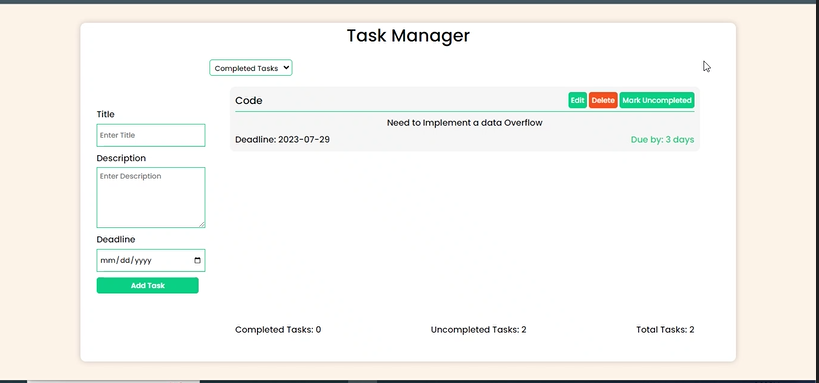 Task Manager
Completed Tasks
Title
Enter Title
Description
Enter Description
Deadline
mm/dd/yyyy
Add Task
Code
Edit
Delete
Mark Uncompleted
Need to Implement a data Overflow
Deadline: 2023-07-29
Due by: 3 days
Completed Tasks: 0
Uncompleted Tasks: 2
Total Tasks: 2